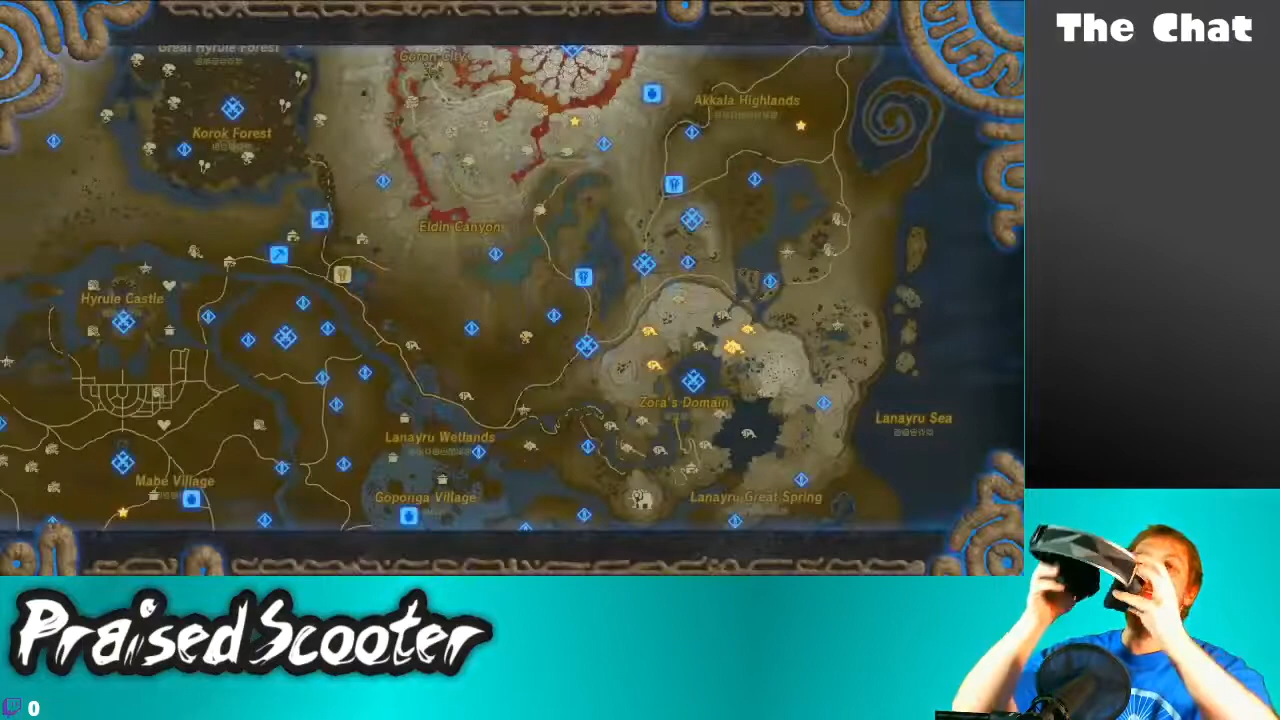 The Chat
Great Hyrule Forest
Goron City
Akkala Highlands
Korok Forest
Eldin Canyon
Hyrule Castle
Zora's Domain
Lanayru Sea
Lanayru Wetlands
Mabe Village
Goponga Village
Lanayru Great Spring
PraisedScooter
0